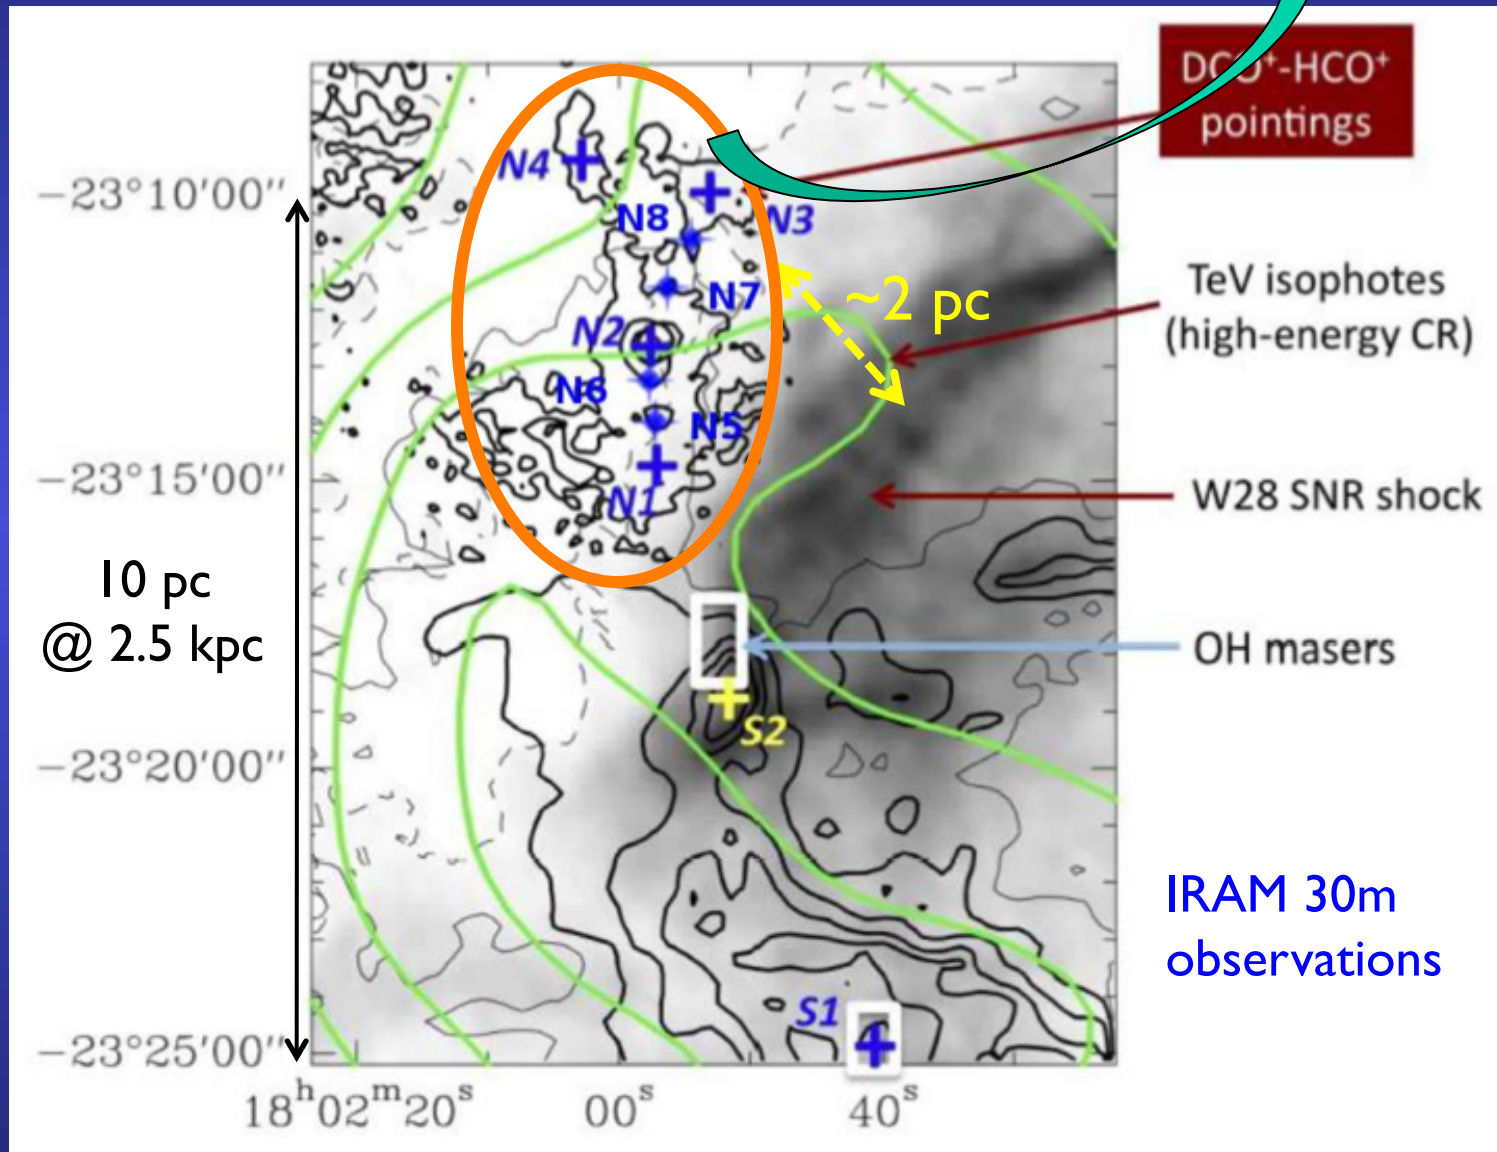 DCO⁺-HCO⁺
pointings
N4
−23°10′00″
N8
N3
TeV isophotes
(high-energy CR)
N7
~2 pc
N2
N6
N5
−23°15′00″
N1
W28 SNR shock
10 pc
@ 2.5 kpc
OH masers
S2
−23°20′00″
IRAM 30m
observations
S1
−23°25′00″
18ʰ02ᵐ20ˢ
00ˢ
40ˢ